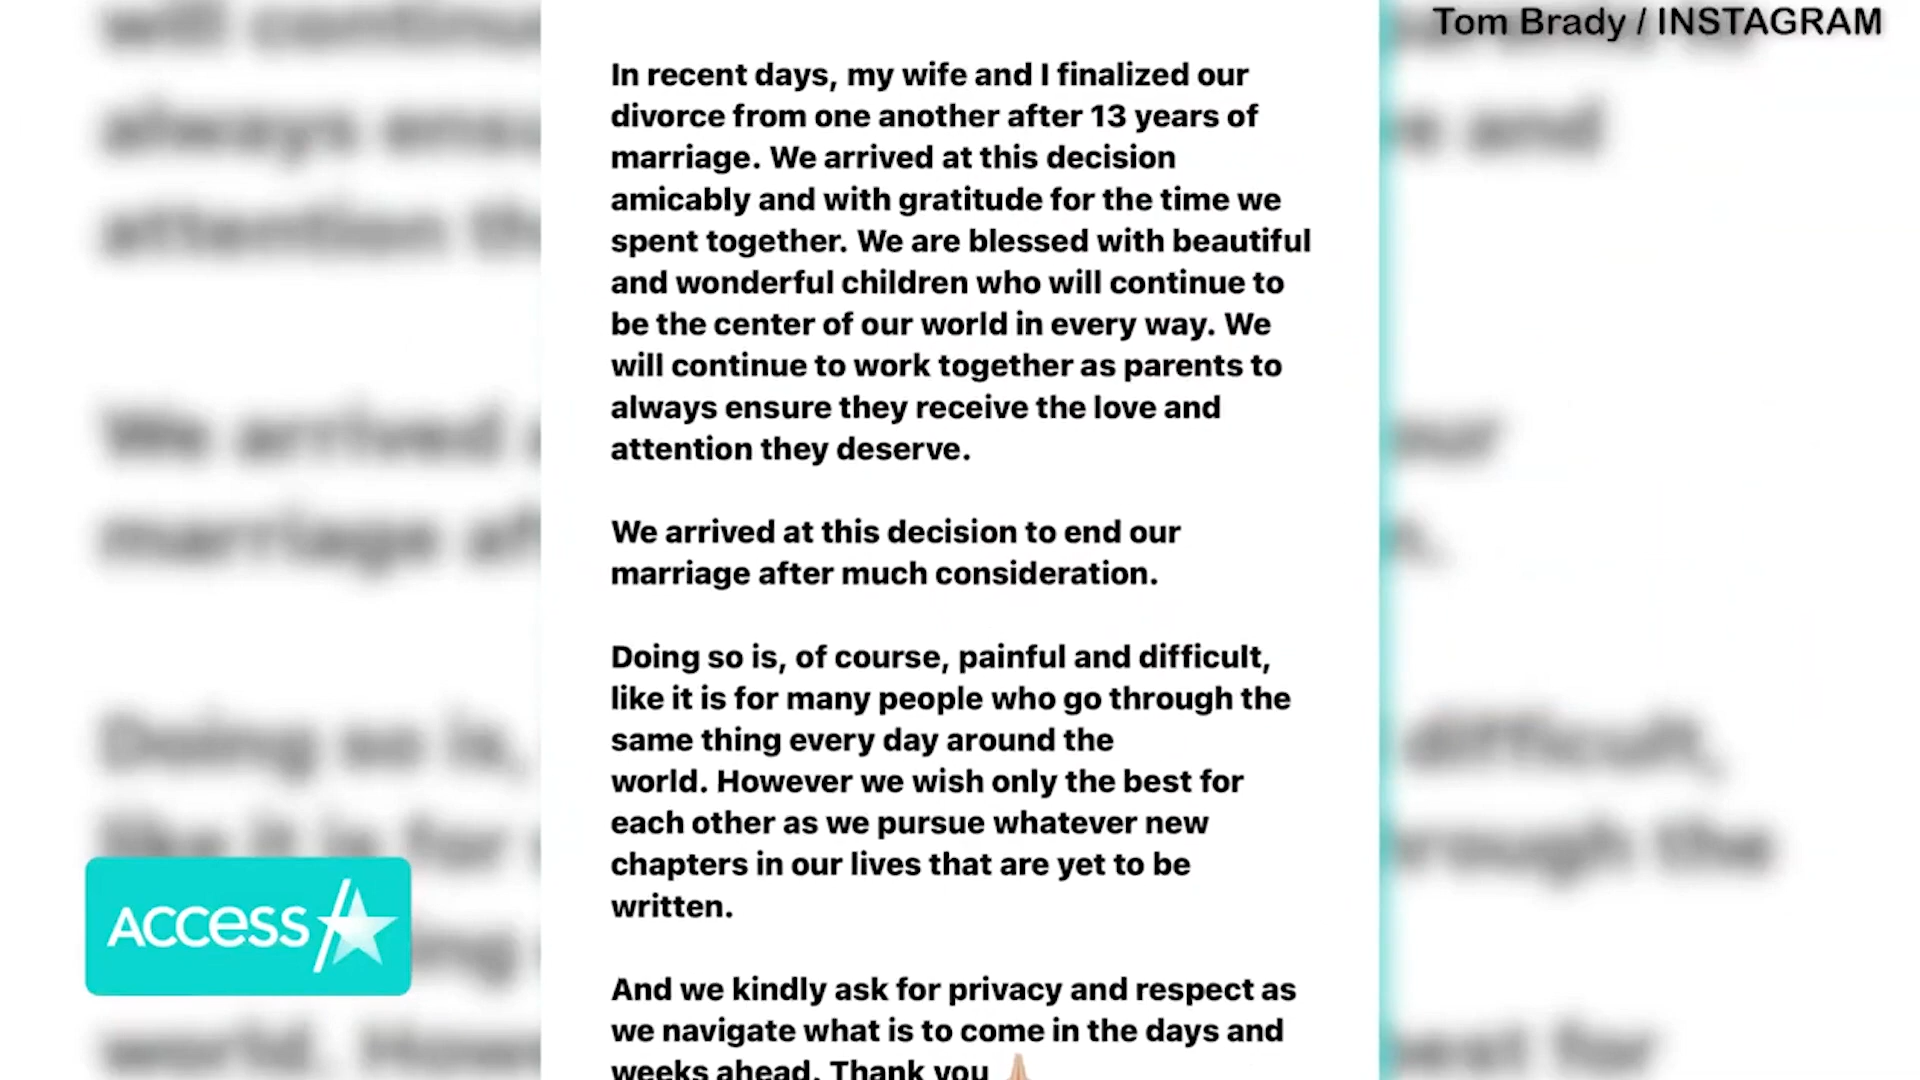 Tom Brady / INSTAGRAM
In recent days, my wife and I finalized our
divorce from one another after 13 years of
marriage. We arrived at this decision
amicably and with gratitude for the time we
spent together. We are blessed with beautiful
and wonderful children who will continue to
be the center of our world in every way. We
will continue to work together as parents to
always ensure they receive the love and
attention they deserve.
We arrived at this decision to end our
marriage after much consideration.
Doing so is, of course, painful and difficult,
like it is for many people who go through the
same thing every day around the
world. However we wish only the best for
each other as we pursue whatever new
chapters in our lives that are yet to be
written.
And we kindly ask for privacy and respect as
we navigate what is to come in the days and
weeks ahead. Thank you 🙏🏼
ACCESS